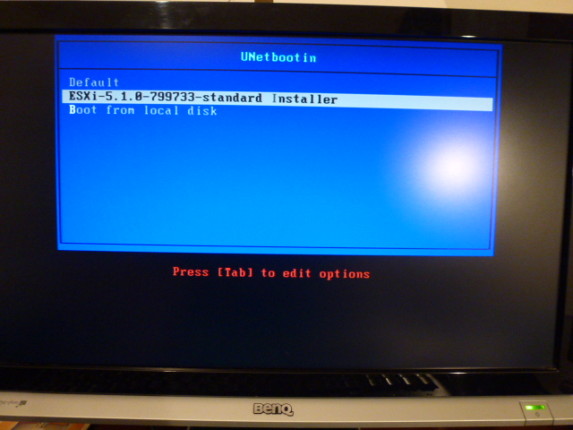 UNetbootin
Default
ESXi-5.1.0-799733-standard Installer
Boot from local disk
Press [Tab] to edit options
BenQ